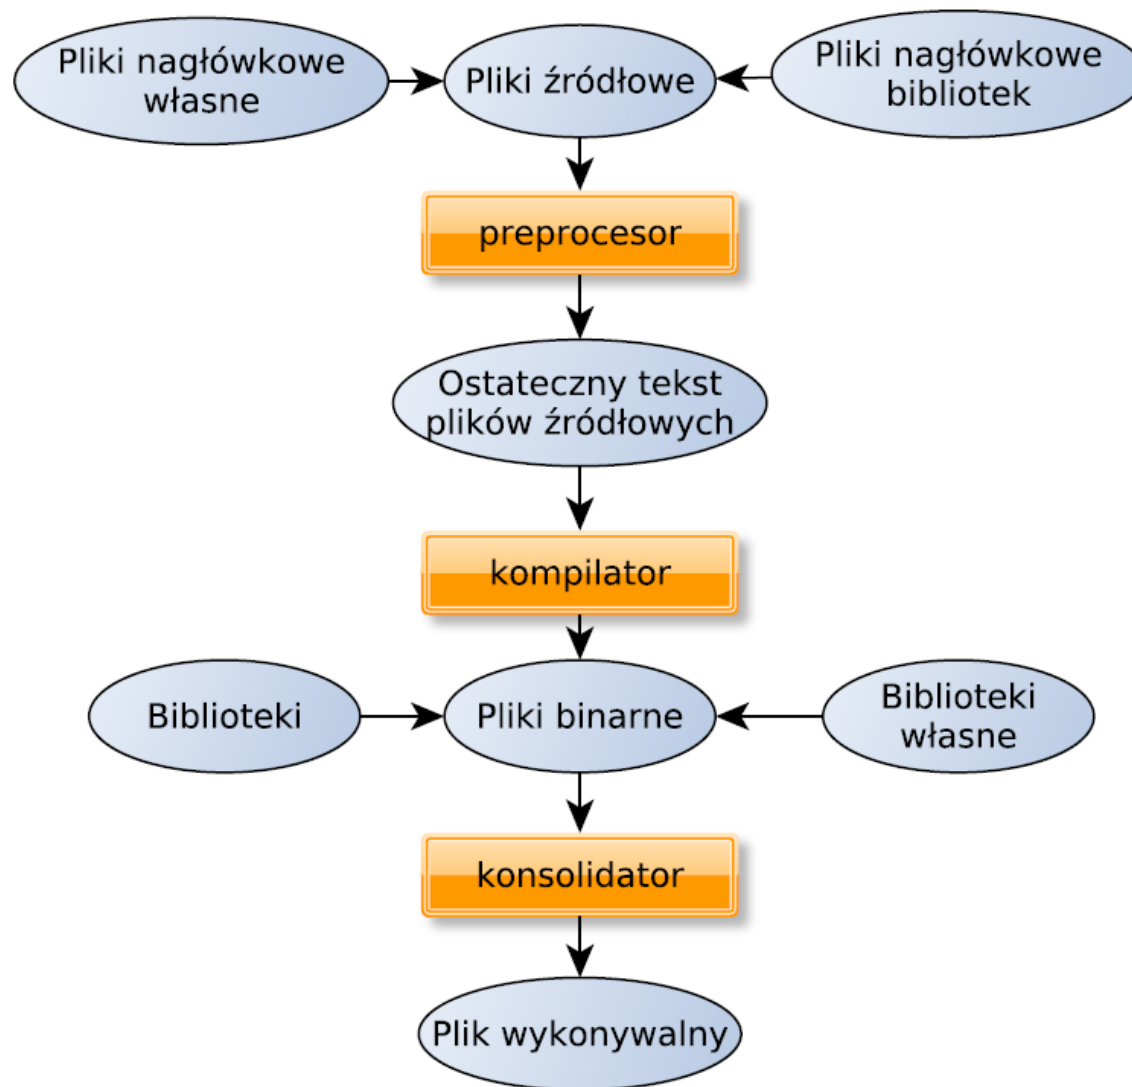 Pliki nagłówkowe
własne
Pliki źródłowe
Pliki nagłówkowe
bibliotek
preprocesor
Ostateczny tekst
plików źródłowych
kompilator
Biblioteki
Pliki binarne
Biblioteki
własne
konsolidator
Plik wykonywalny